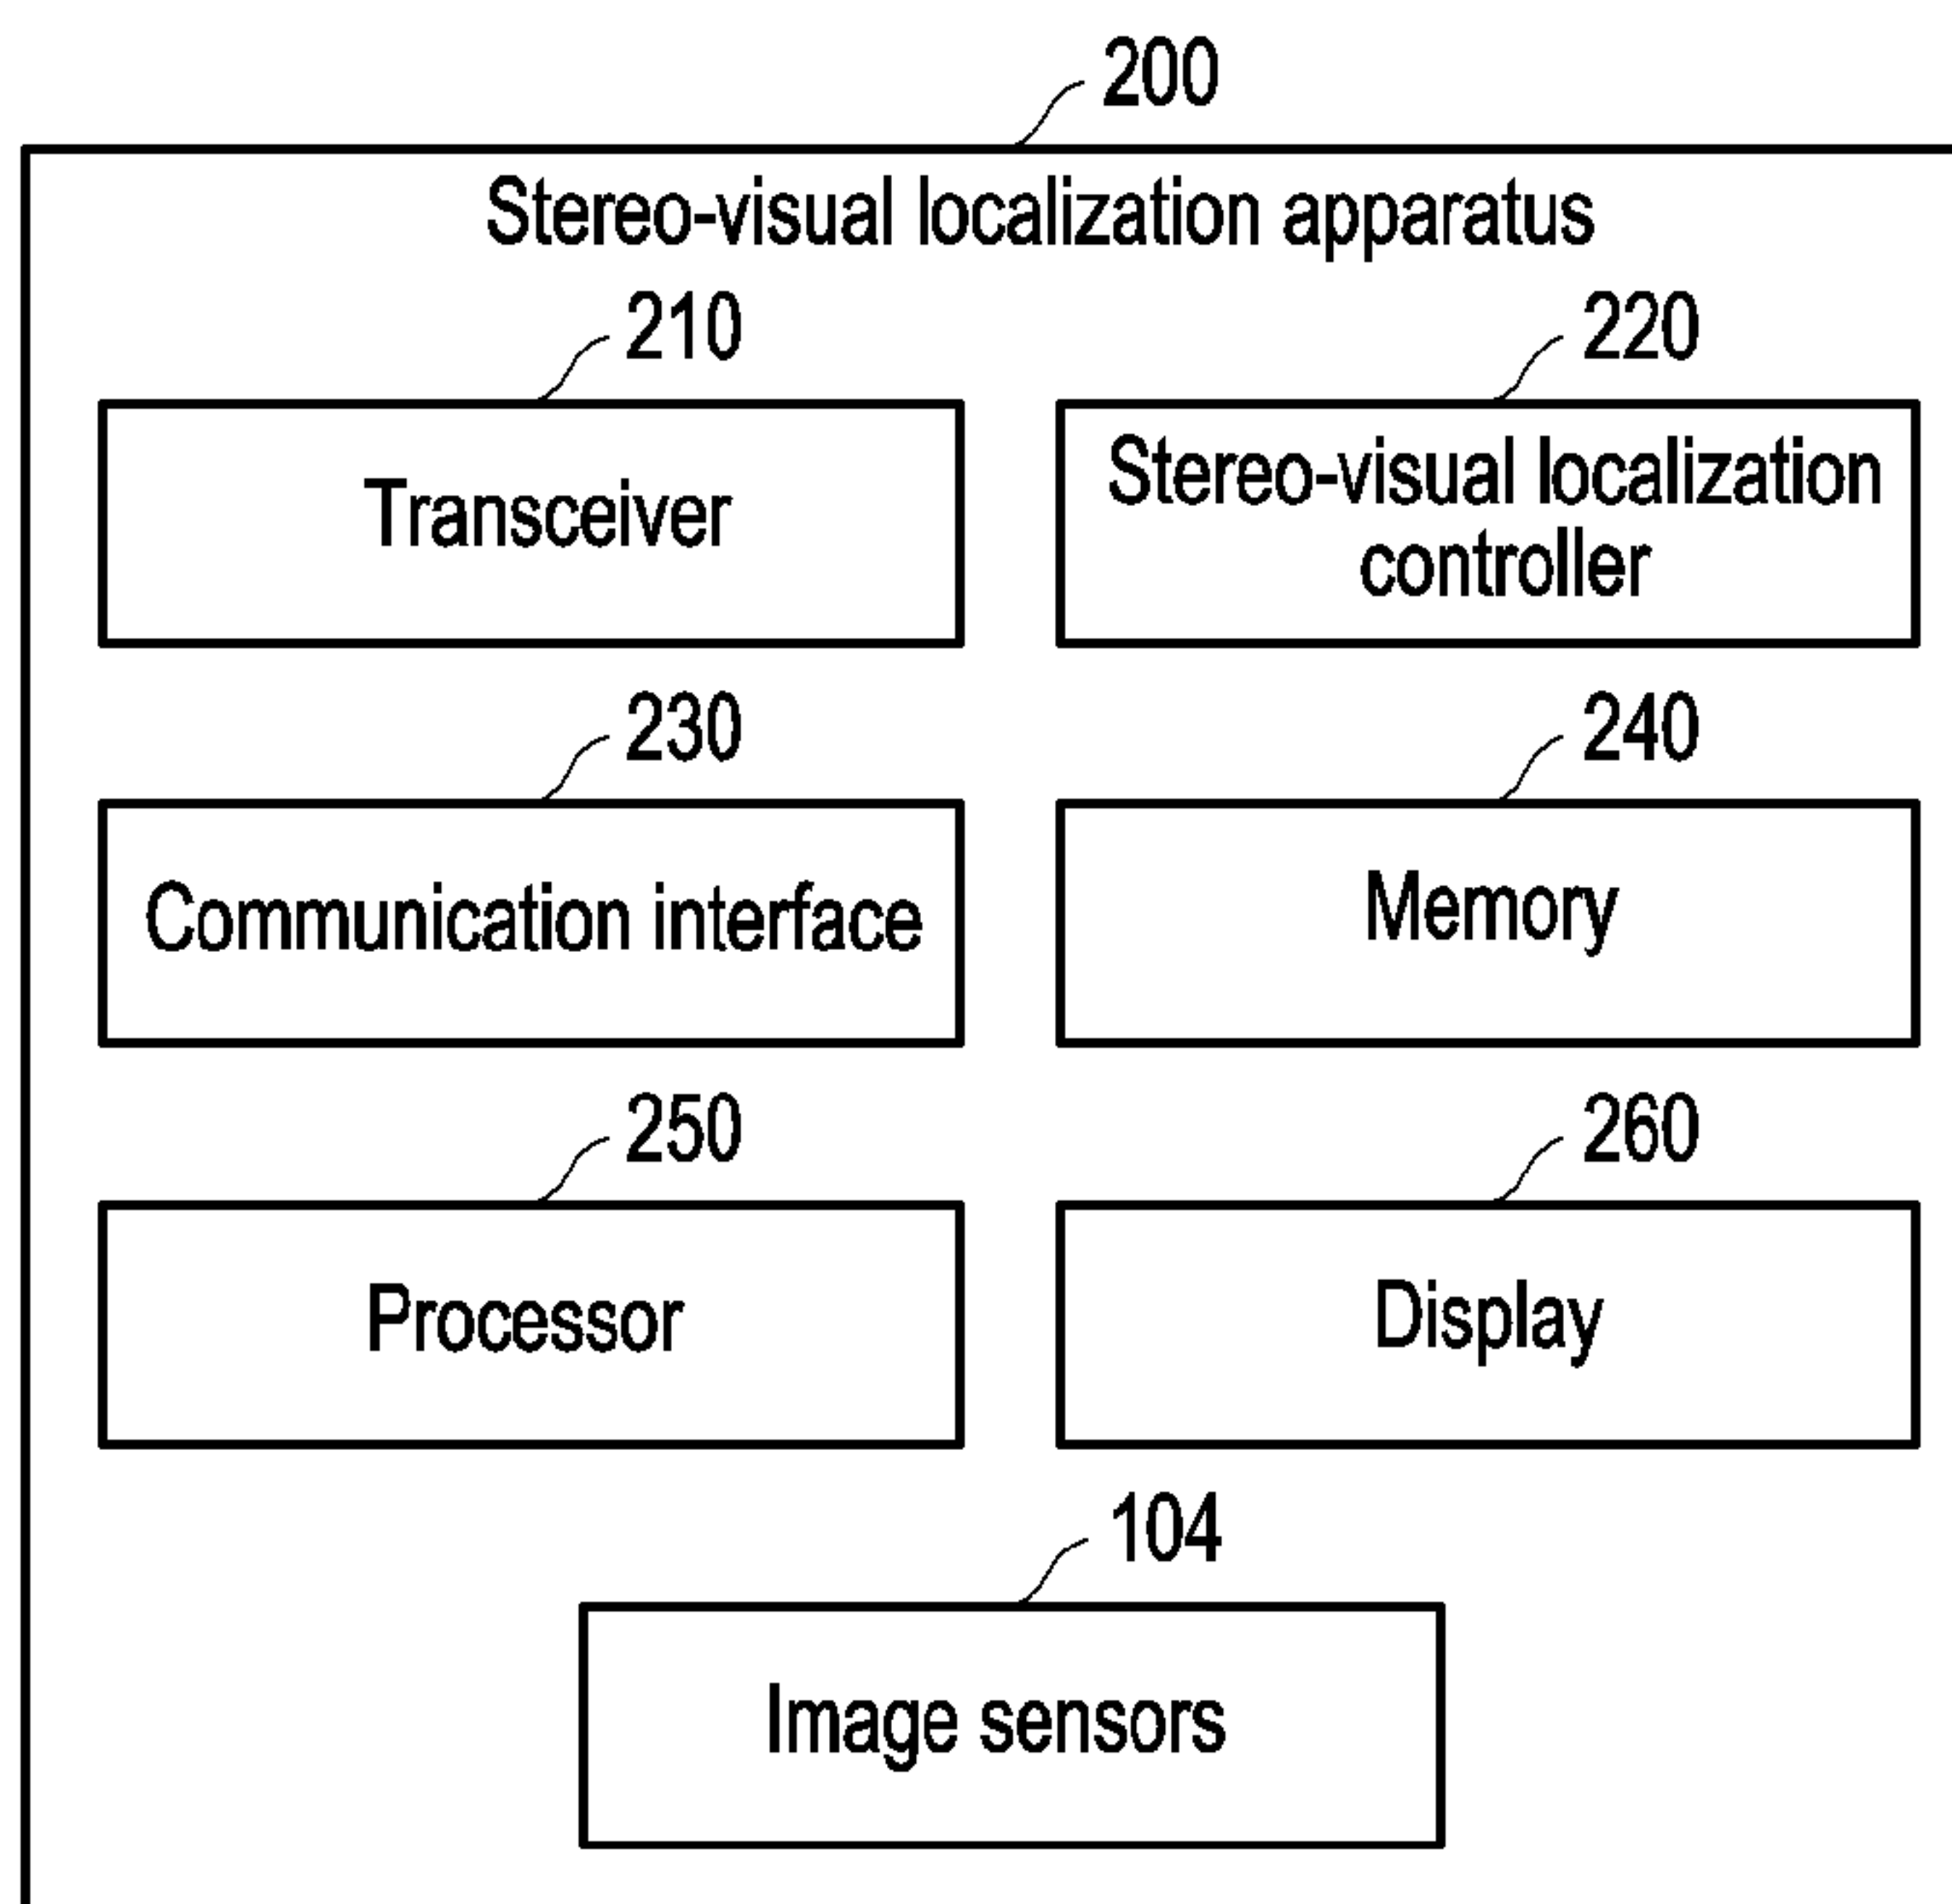 200
Stereo-visual localization apparatus
210
220
Transceiver
Stereo-visual localization
controller
230
240
Communication interface
Memory
250
260
Processor
Display
104
Image sensors